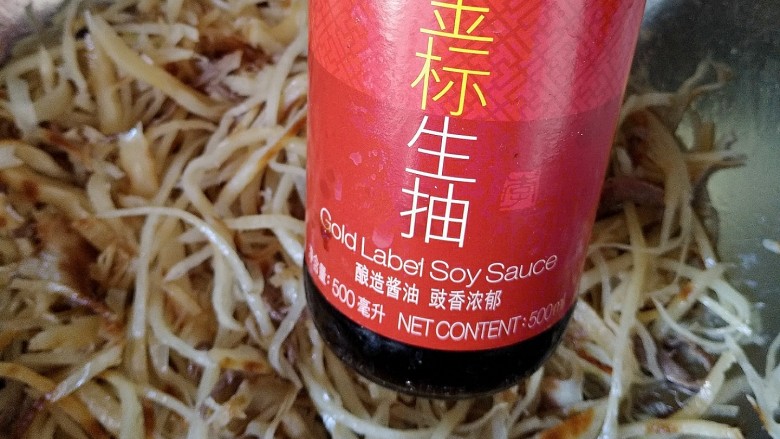 金标
生抽
Gold Label Soy Sauce
酿造酱油 豉香浓郁
净含量:500毫升 NET CONTENT:500ml